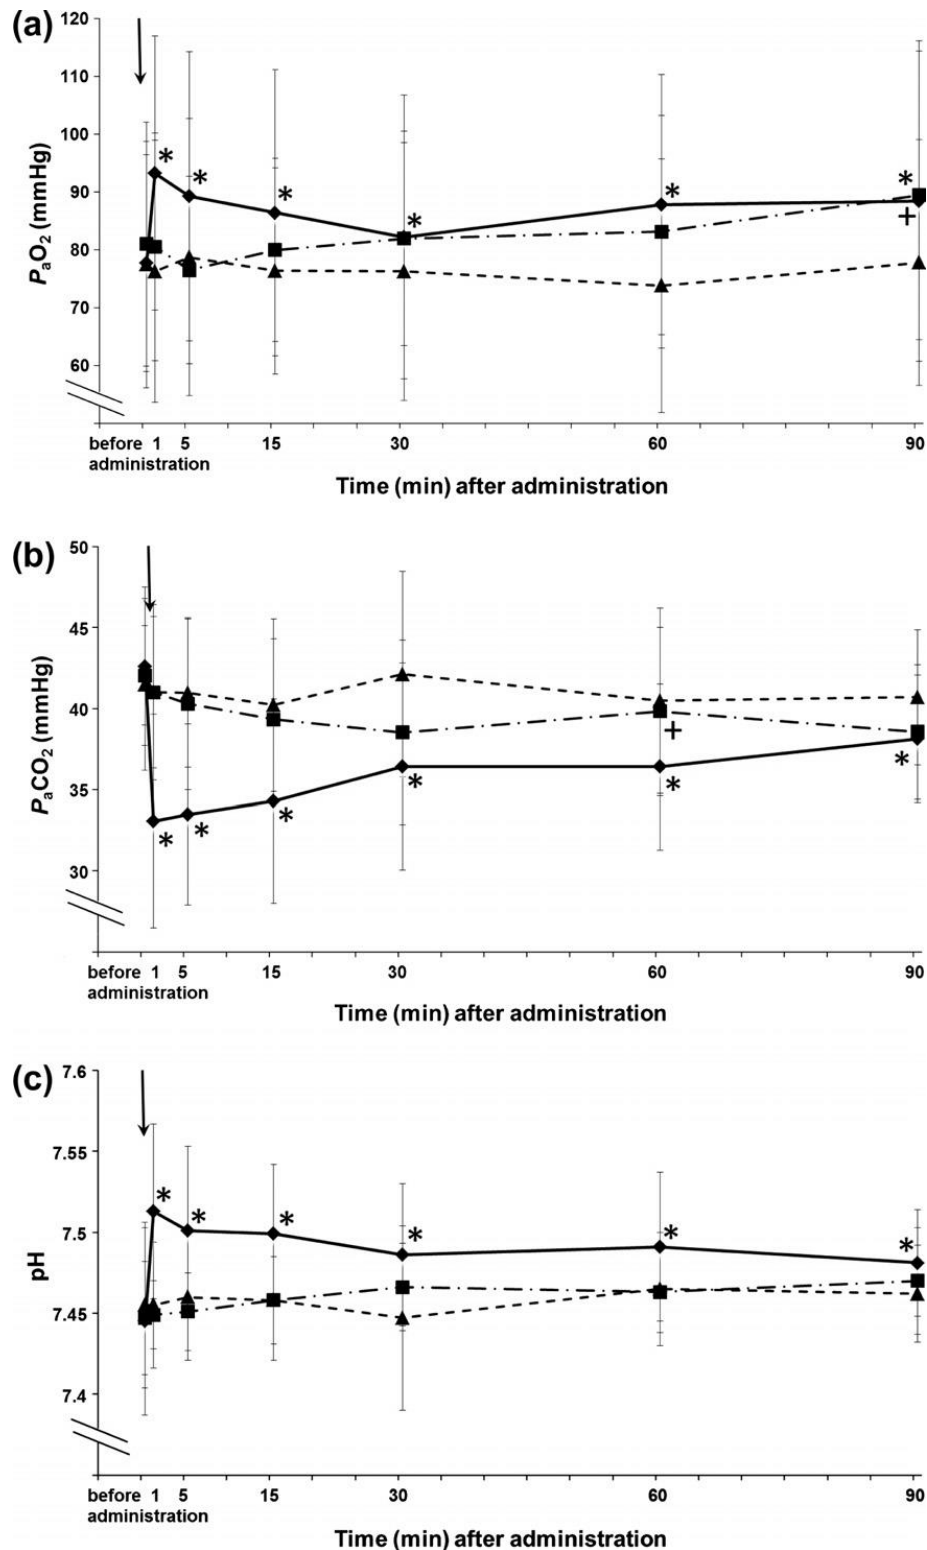 (a)
120
110
100
90
80
70
60
PaO2 (mmHg)
* * * * * *
+
before 1 5 15 30 60 90
administration
Time (min) after administration
(b)
50
45
40
35
30
PaCO2 (mmHg)
* * * * * *
+
before 1 5 15 30 60 90
administration
Time (min) after administration
(c)
7.6
7.55
7.5
7.45
7.4
pH
* * * * * *
before 1 5 15 30 60 90
administration
Time (min) after administration